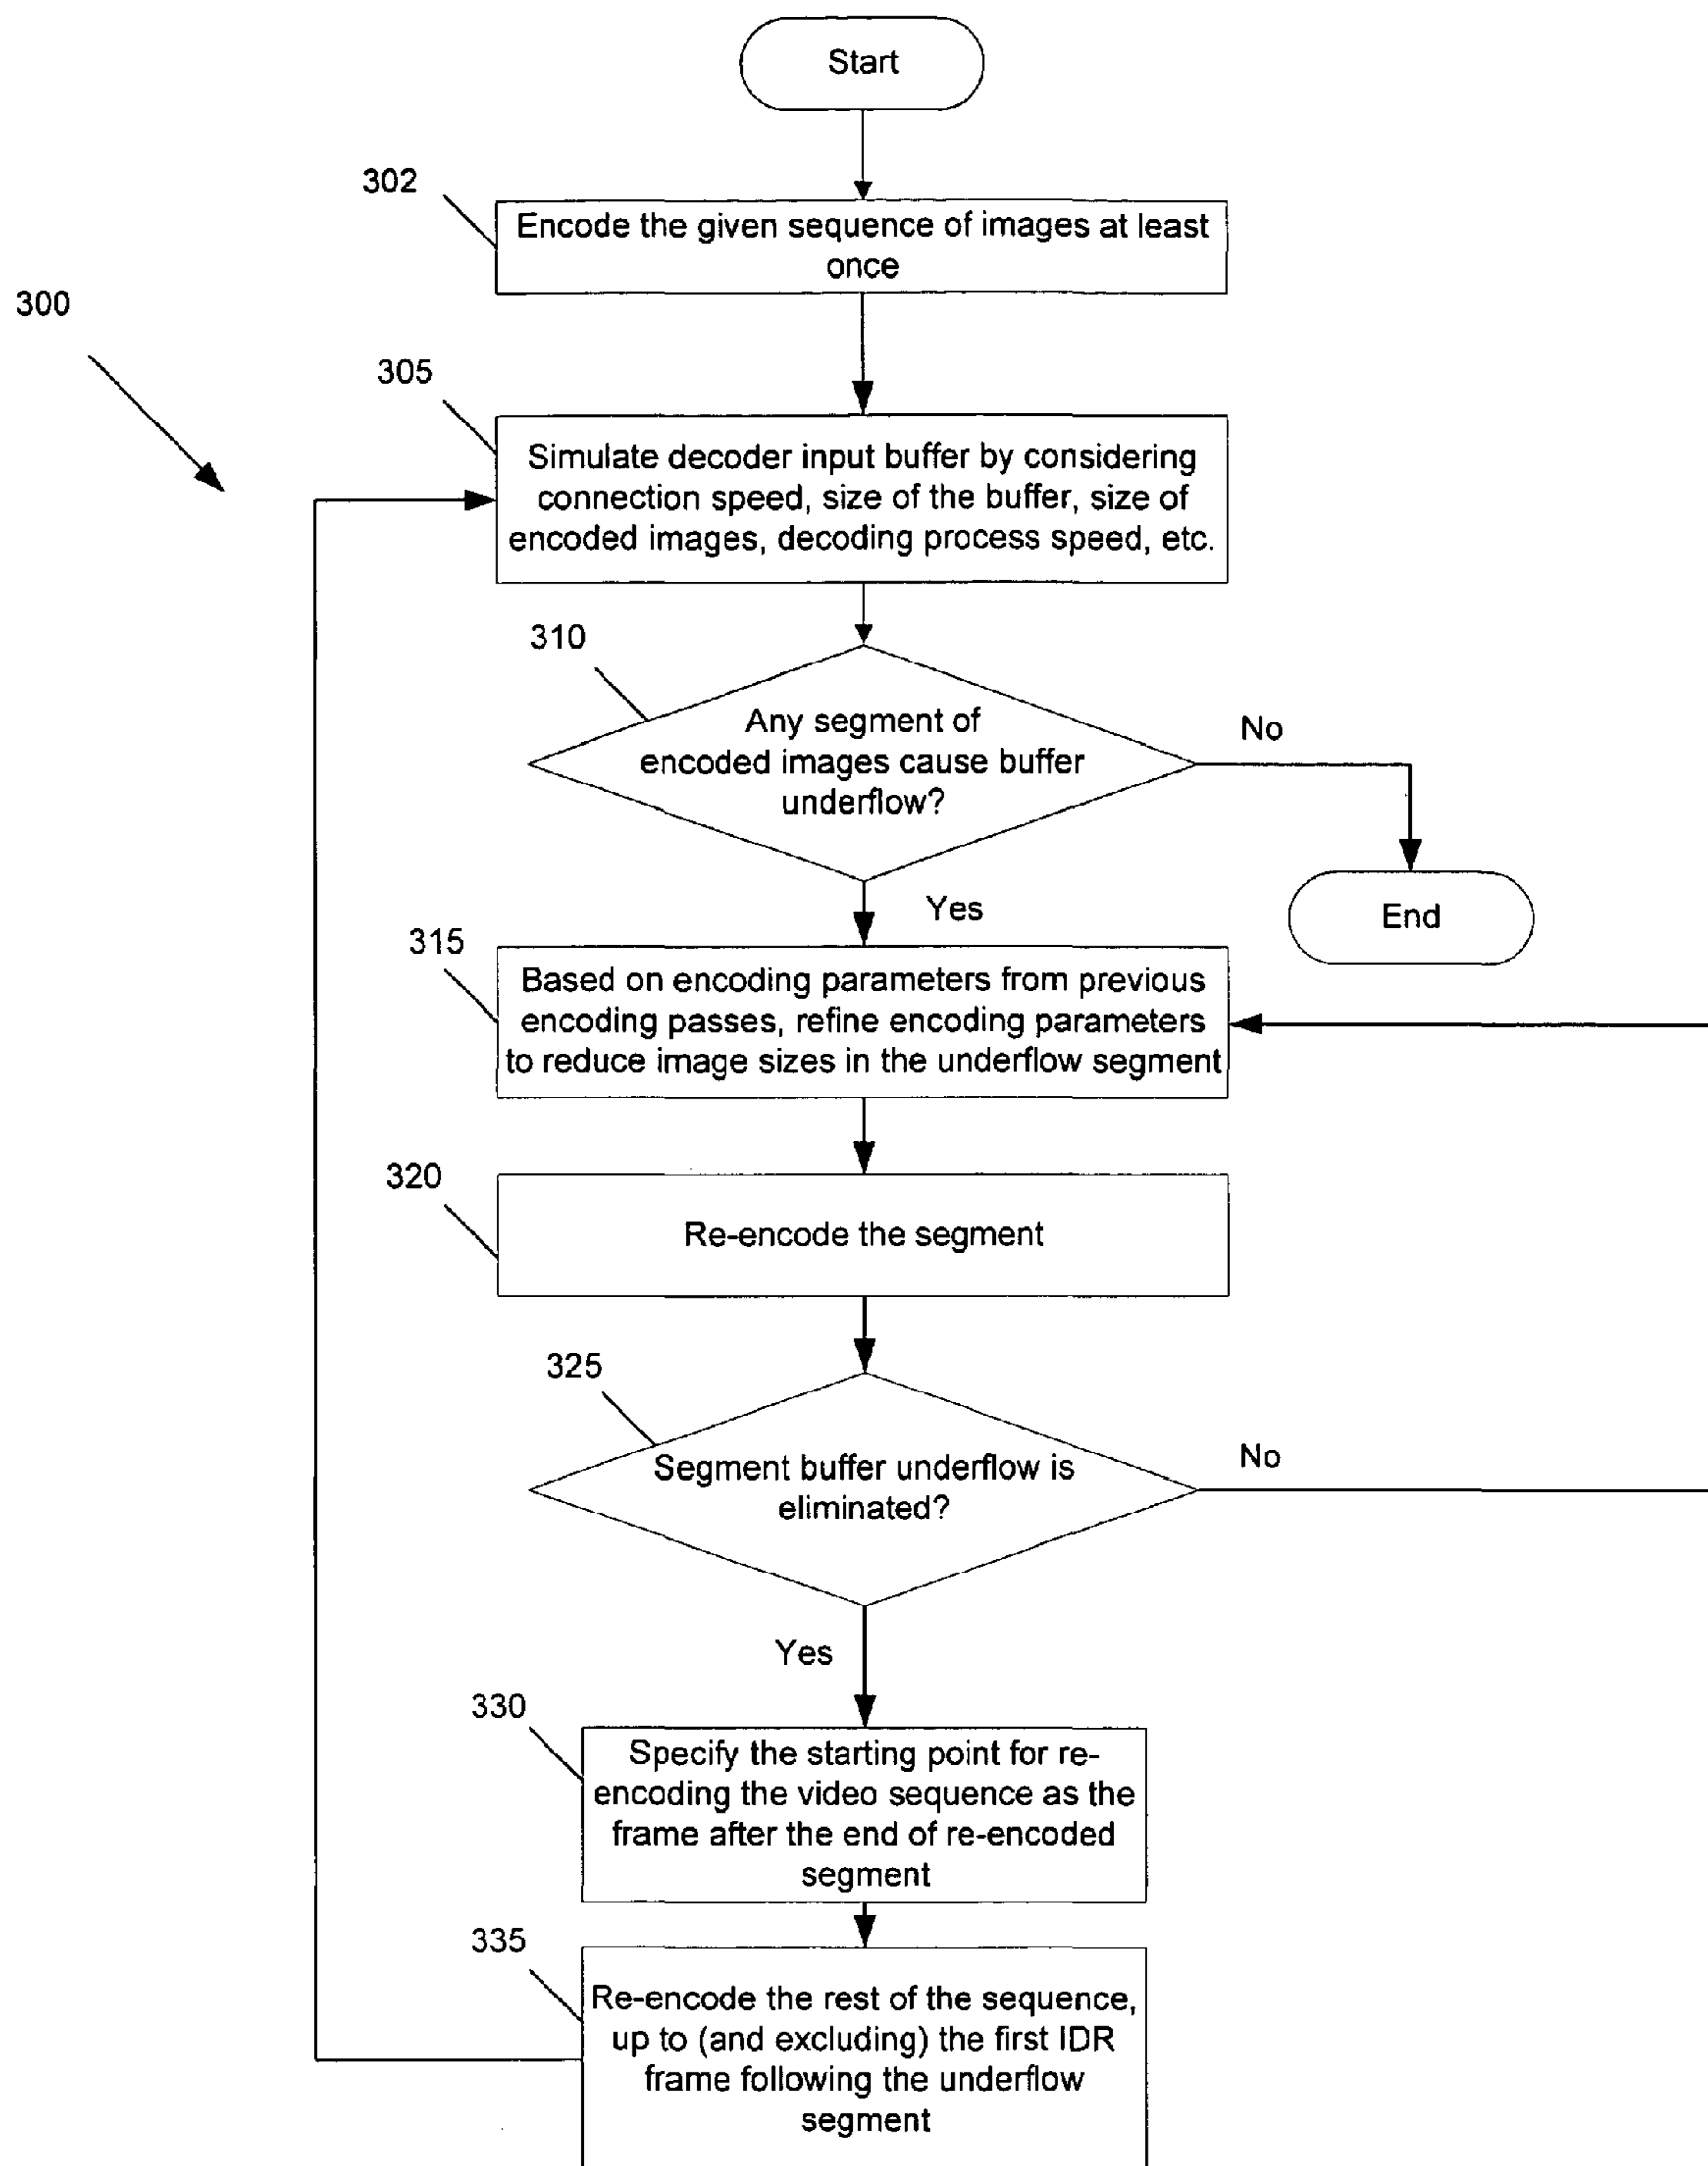 Start
302
Encode the given sequence of images at least
once
300
305
Simulate decoder input buffer by considering
connection speed, size of the buffer, size of
encoded images, decoding process speed, etc.
310
Any segment of
encoded images cause buffer
underflow?
No
End
Yes
315
Based on encoding parameters from previous
encoding passes, refine encoding parameters
to reduce image sizes in the underflow segment
320
Re-encode the segment
325
Segment buffer underflow is
eliminated?
No
Yes
330
Specify the starting point for re-
encoding the video sequence as the
frame after the end of re-encoded
segment
335
Re-encode the rest of the sequence,
up to (and excluding) the first IDR
frame following the underflow
segment